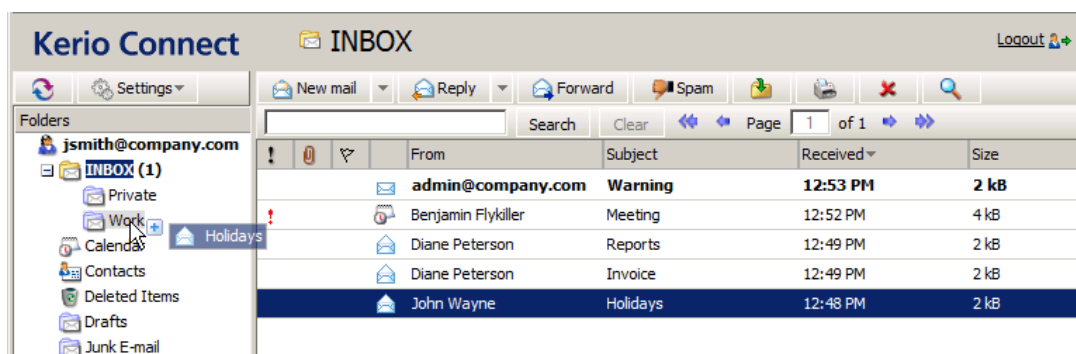 Kerio Connect
INBOX
Logout
Settings
New mail
Reply
Forward
Spam
Folders
Search
Clear
Page 1 of 1
jsmith@company.com
INBOX (1)
Private
Work
Holidays
Calendar
Contacts
Deleted Items
Drafts
Junk E-mail
! From Subject Received Size
admin@company.com Warning 12:53 PM 2 kB
! Benjamin Flykiller Meeting 12:52 PM 4 kB
Diane Peterson Reports 12:49 PM 2 kB
Diane Peterson Invoice 12:49 PM 2 kB
John Wayne Holidays 12:48 PM 2 kB